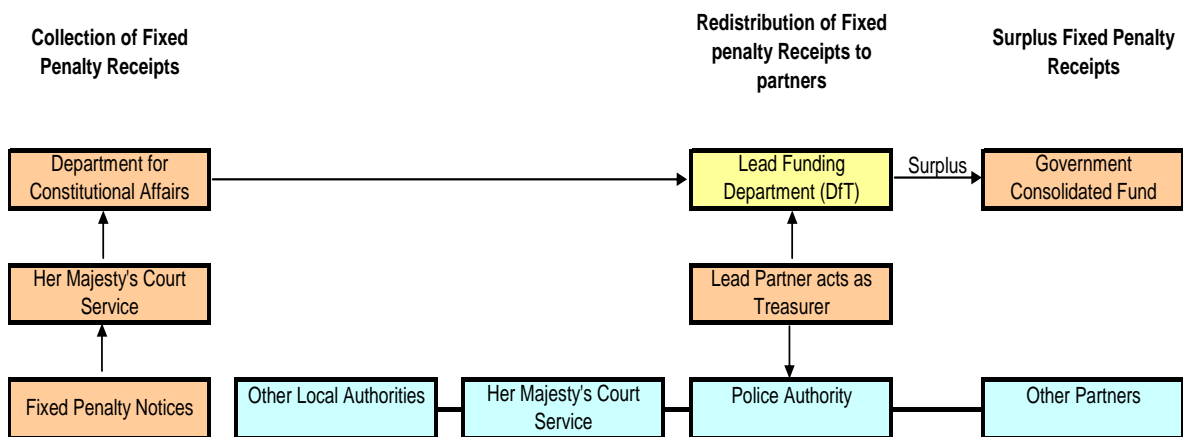 Collection of Fixed
Penalty Receipts
Redistribution of Fixed
penalty Receipts to
partners
Surplus Fixed Penalty
Receipts
Department for
Constitutional Affairs
Lead Funding
Department (DfT)
Surplus
Government
Consolidated Fund
Her Majesty's Court
Service
Lead Partner acts as
Treasurer
Fixed Penalty Notices
Other Local Authorities
Her Majesty's Court
Service
Police Authority
Other Partners